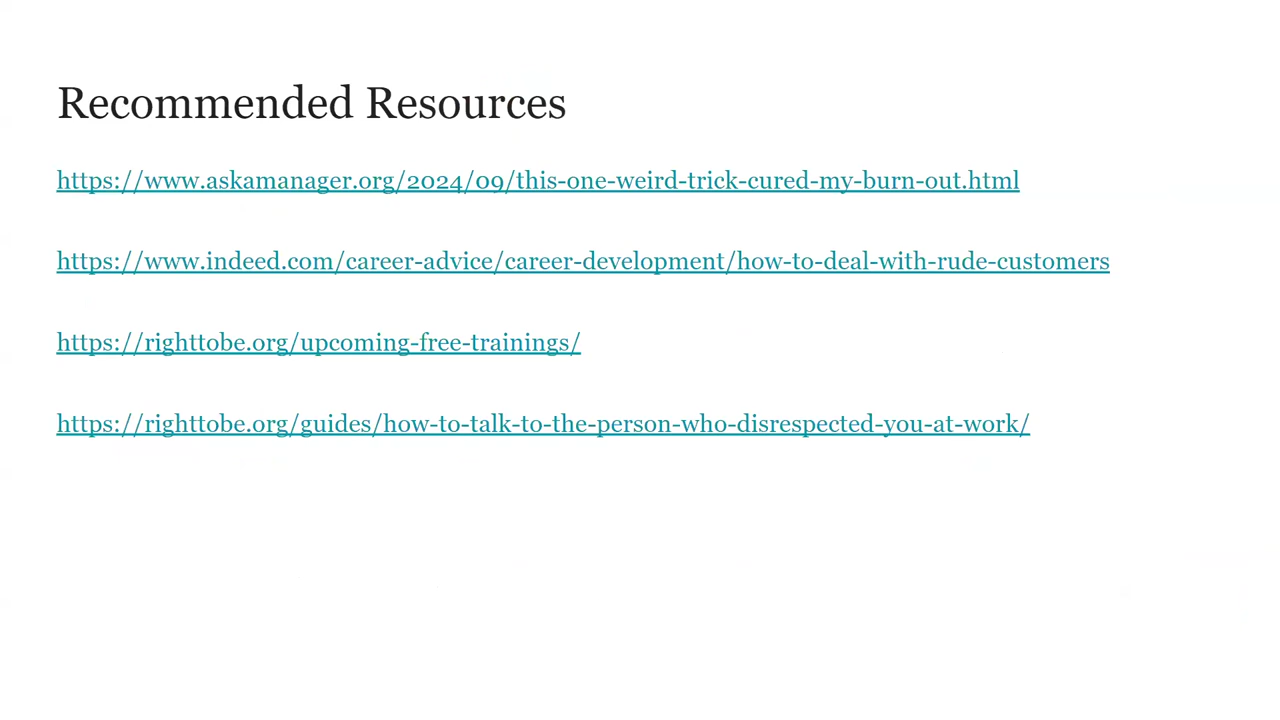 Recommended Resources
https://www.askamanager.org/2024/09/this-one-weird-trick-cured-my-burn-out.html
https://www.indeed.com/career-advice/career-development/how-to-deal-with-rude-customers
https://righttobe.org/upcoming-free-trainings/
https://righttobe.org/guides/how-to-talk-to-the-person-who-disrespected-you-at-work/